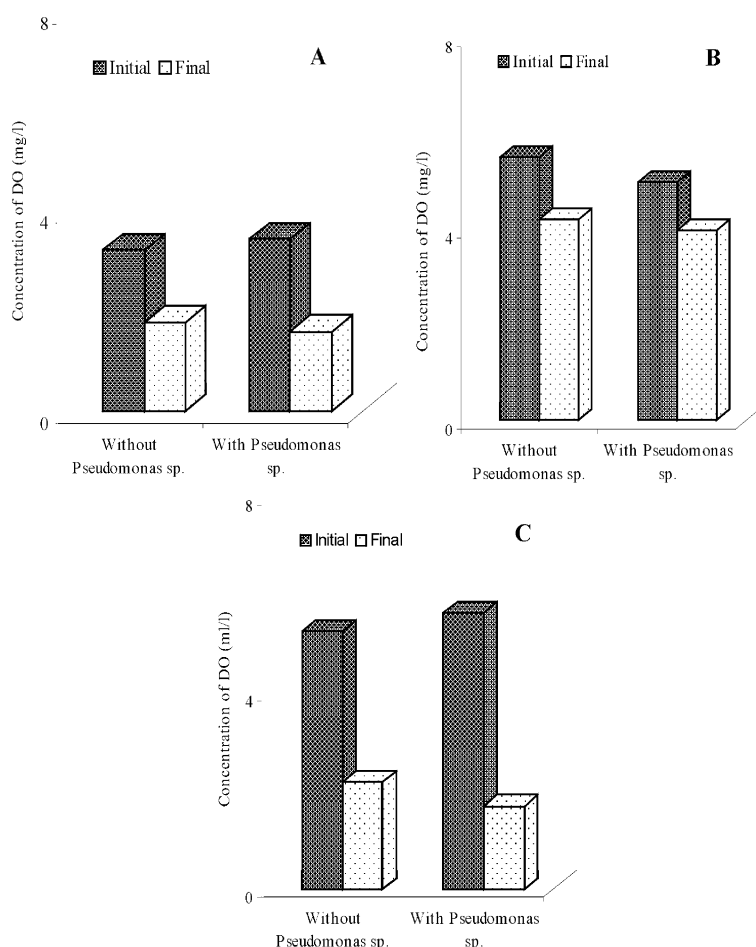 8
Initial Final
A
Concentration of DO (mg/l)
4
0
Without
Pseudomonas sp.
With Pseudomonas
sp.
8
Initial Final
B
Concentration of DO (mg/l)
4
0
Without
Pseudomonas sp.
With Pseudomonas
sp.
8
Initial Final
C
Concentration of DO (ml/l)
4
0
Without
Pseudomonas sp.
With Pseudomonas
sp.